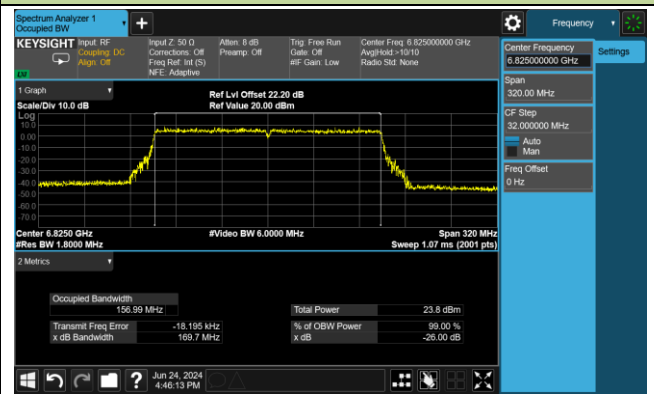 Spectrum Analyzer 1
Occupied BW
Frequency
KEYSIGHT
Input: RF
Coupling: DC
Align: Off
Input Z: 50 Ω
Corrections: Off
Freq Ref: Int (S)
NFE: Adaptive
Atten: 8 dB
Preamp: Off
Trig: Free Run
Gate: Off
#IF Gain: Low
Center Freq: 6.825000000 GHz
Avg|Hold:>10/10
Radio Std: None
Center Frequency
6.825000000 GHz
Settings
Span
320.00 MHz
CF Step
32.000000 MHz
Auto
Man
Freq Offset
0 Hz
1 Graph
Scale/Div 10.0 dB
Ref Lvl Offset 22.20 dB
Ref Value 20.00 dBm
Log
10.0
0.00
-10.0
-20.0
-30.0
-40.0
-50.0
-60.0
-70.0
Center 6.8250 GHz
#Res BW 1.8000 MHz
#Video BW 6.0000 MHz
Span 320 MHz
Sweep 1.07 ms (2001 pts)
2 Metrics
Occupied Bandwidth
156.99 MHz
Total Power 23.8 dBm
Transmit Freq Error -18.195 kHz
% of OBW Power 99.00 %
x dB Bandwidth 169.7 MHz
x dB -26.00 dB
Jun 24, 2024
4:46:13 PM